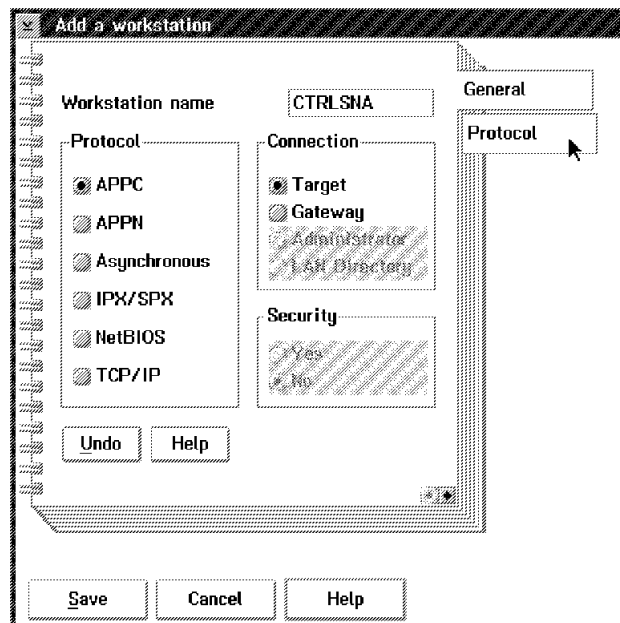 Add a workstation
General
Protocol
Workstation name CTRLSNA
Protocol
APPC
APPN
Asynchronous
IPX/SPX
NetBIOS
TCP/IP
Connection
Target
Gateway
Administrator
LAN Directory
Security
Yes
No
Undo Help
Save Cancel Help